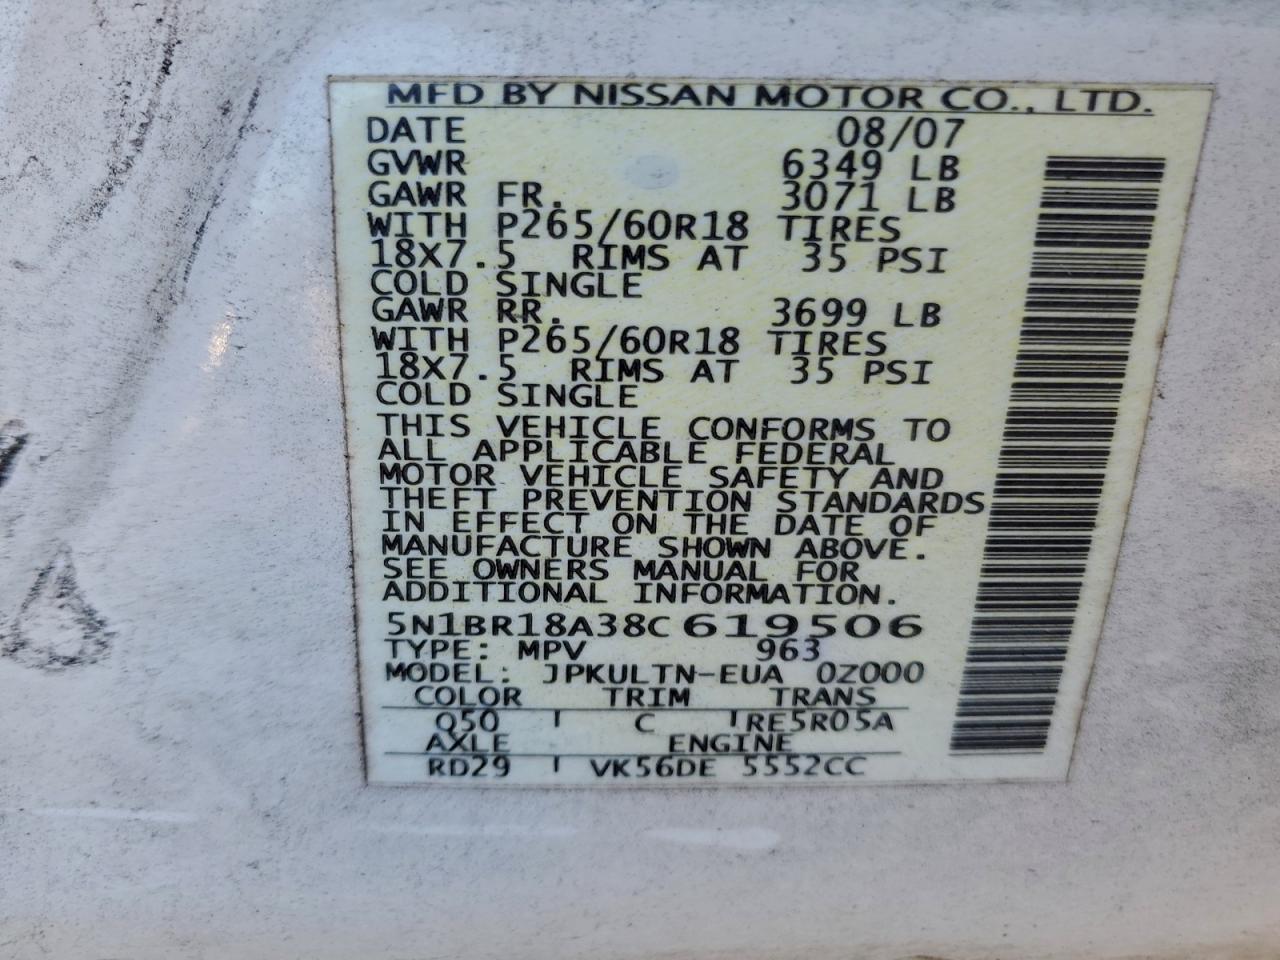 MFD BY NISSAN MOTOR CO., LTD.
DATE 08/07
GVWR 6349 LB
GAWR FR. 3071 LB
WITH P265/60R18 TIRES
18X7.5 RIMS AT 35 PSI
COLD SINGLE
GAWR RR. 3699 LB
WITH P265/60R18 TIRES
18X7.5 RIMS AT 35 PSI
COLD SINGLE
THIS VEHICLE CONFORMS TO
ALL APPLICABLE FEDERAL
MOTOR VEHICLE SAFETY AND
THEFT PREVENTION STANDARDS
IN EFFECT ON THE DATE OF
MANUFACTURE SHOWN ABOVE.
SEE OWNERS MANUAL FOR
ADDITIONAL INFORMATION.
5N1BR18A38C619506
TYPE: MPV 963
MODEL: JPKULTN-EUA 0Z000
COLOR TRIM TRANS
Q50 C RE5R05A
AXLE ENGINE
RD29 VK56DE 5552CC